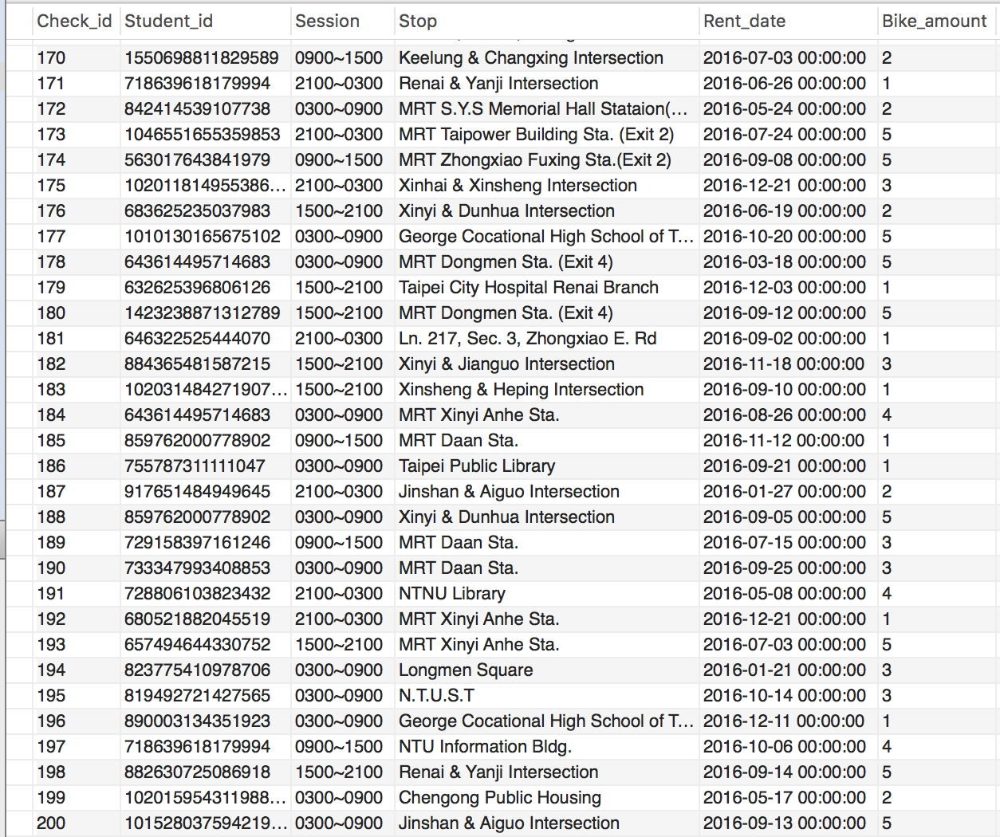 Check_id Student_id Session Stop Rent_date Bike_amount
170 1550698811829589 0900~1500 Keelung & Changxing Intersection 2016-07-03 00:00:00 2
171 718639618179994 2100~0300 Renai & Yanji Intersection 2016-06-26 00:00:00 1
172 842414539107738 0300~0900 MRT S.Y.S Memorial Hall Stataion(... 2016-05-24 00:00:00 2
173 1046551655359853 2100~0300 MRT Taipower Building Sta. (Exit 2) 2016-07-24 00:00:00 5
174 563017643841979 0900~1500 MRT Zhongxiao Fuxing Sta.(Exit 2) 2016-09-08 00:00:00 5
175 102011814955386... 2100~0300 Xinhai & Xinsheng Intersection 2016-12-21 00:00:00 3
176 683625235037983 1500~2100 Xinyi & Dunhua Intersection 2016-06-19 00:00:00 2
177 1010130165675102 0300~0900 George Cocational High School of T... 2016-10-20 00:00:00 5
178 643614495714683 0300~0900 MRT Dongmen Sta. (Exit 4) 2016-03-18 00:00:00 5
179 632625396806126 1500~2100 Taipei City Hospital Renai Branch 2016-12-03 00:00:00 1
180 1423238871312789 1500~2100 MRT Dongmen Sta. (Exit 4) 2016-09-12 00:00:00 5
181 646322525444070 2100~0300 Ln. 217, Sec. 3, Zhongxiao E. Rd 2016-09-02 00:00:00 1
182 884365481587215 1500~2100 Xinyi & Jianguo Intersection 2016-11-18 00:00:00 3
183 102031484271907... 1500~2100 Xinsheng & Heping Intersection 2016-09-10 00:00:00 1
184 643614495714683 0300~0900 MRT Xinyi Anhe Sta. 2016-08-26 00:00:00 4
185 859762000778902 0900~1500 MRT Daan Sta. 2016-11-12 00:00:00 1
186 755787311111047 0300~0900 Taipei Public Library 2016-09-21 00:00:00 1
187 917651484949645 2100~0300 Jinshan & Aiguo Intersection 2016-01-27 00:00:00 2
188 859762000778902 0300~0900 Xinyi & Dunhua Intersection 2016-09-05 00:00:00 5
189 729158397161246 0900~1500 MRT Daan Sta. 2016-07-15 00:00:00 3
190 733347993408853 0300~0900 MRT Daan Sta. 2016-09-25 00:00:00 3
191 728806103823432 2100~0300 NTNU Library 2016-05-08 00:00:00 4
192 680521882045519 2100~0300 MRT Xinyi Anhe Sta. 2016-12-21 00:00:00 1
193 657494644330752 1500~2100 MRT Xinyi Anhe Sta. 2016-07-03 00:00:00 5
194 823775410978706 0300~0900 Longmen Square 2016-01-21 00:00:00 3
195 819492721427565 0300~0900 N.T.U.S.T 2016-10-14 00:00:00 3
196 890003134351923 0300~0900 George Cocational High School of T... 2016-12-11 00:00:00 1
197 718639618179994 0900~1500 NTU Information Bldg. 2016-10-06 00:00:00 4
198 882630725086918 1500~2100 Renai & Yanji Intersection 2016-09-14 00:00:00 5
199 102015954311988... 0300~0900 Chengong Public Housing 2016-05-17 00:00:00 2
200 101528037594219... 0300~0900 Jinshan & Aiguo Intersection 2016-09-13 00:00:00 5